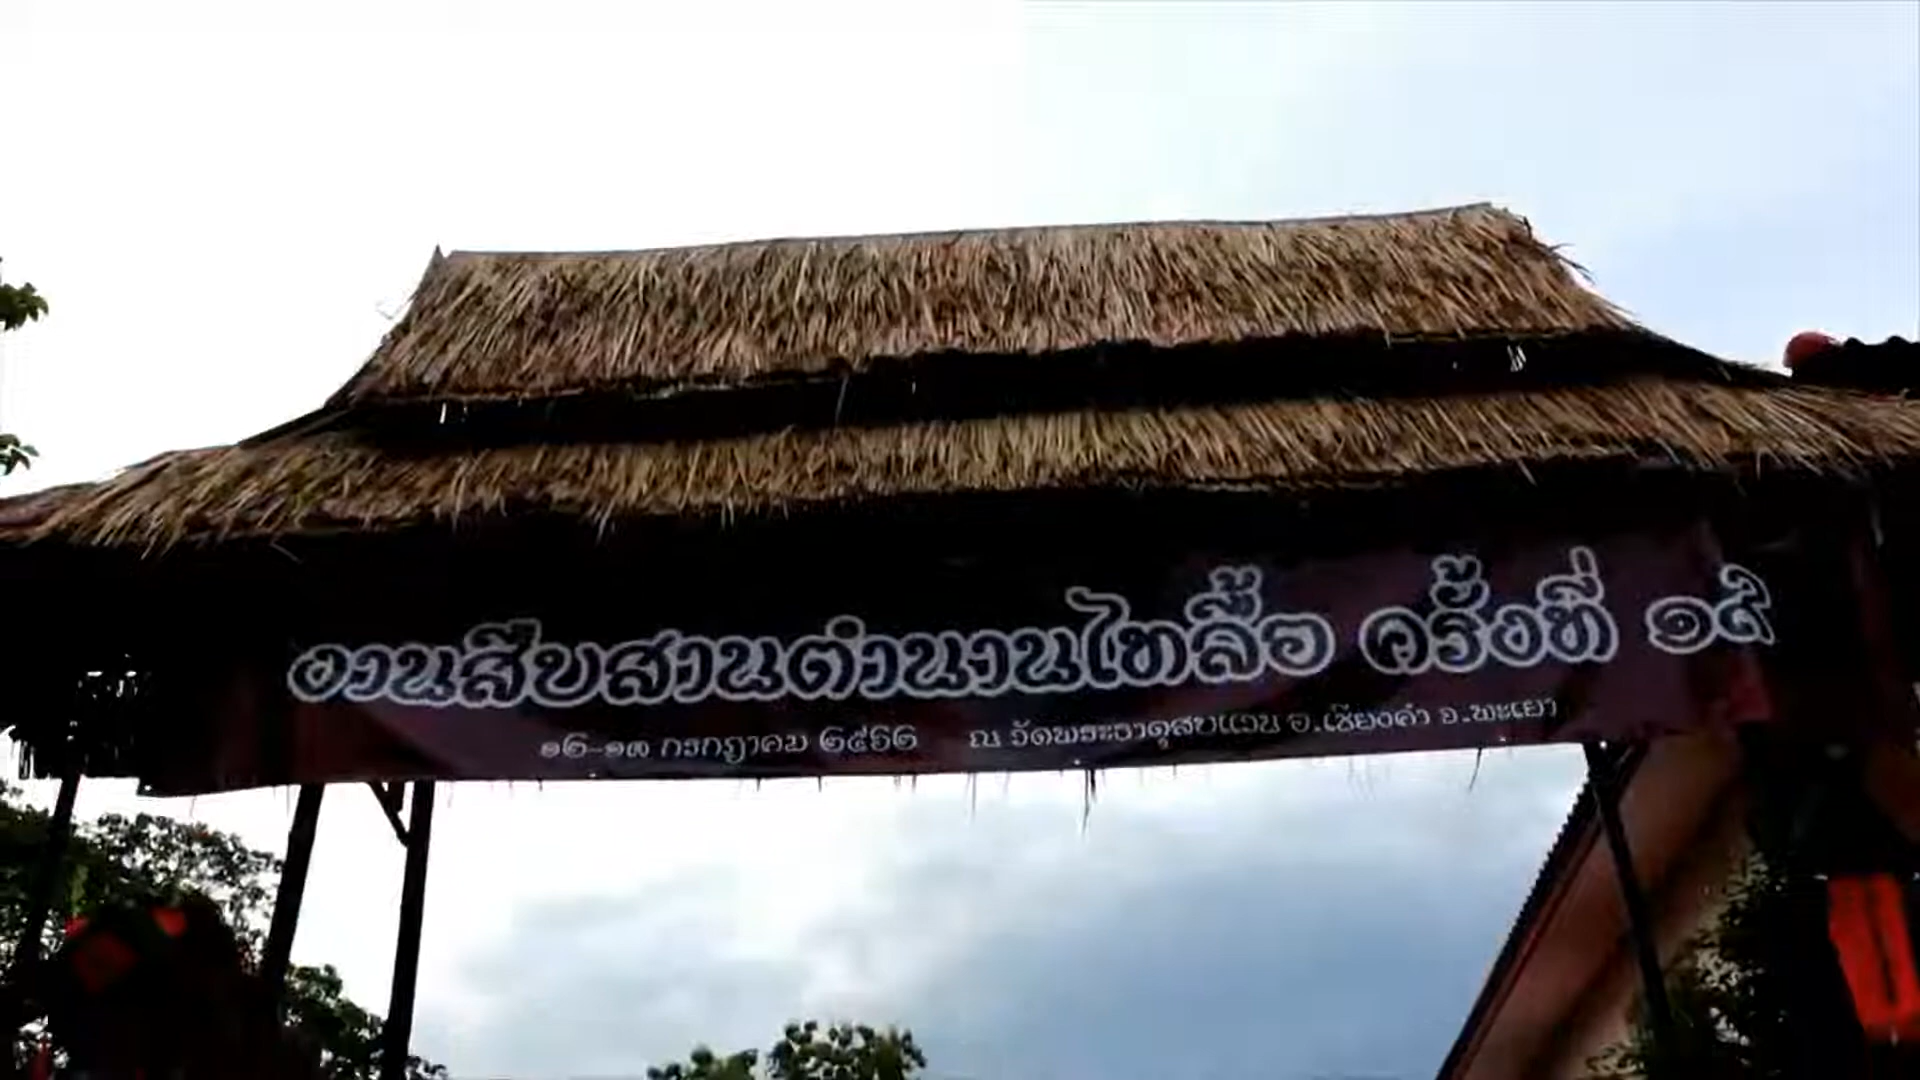 งานสืบสานตำนานไทลื้อ ครั้งที่ ๑๙
๑๖-๑๗ กรกฎาคม ๒๕๖๖ ณ วัดพระธาตุสบแวน อ.เชียงคำ จ.พะเยา